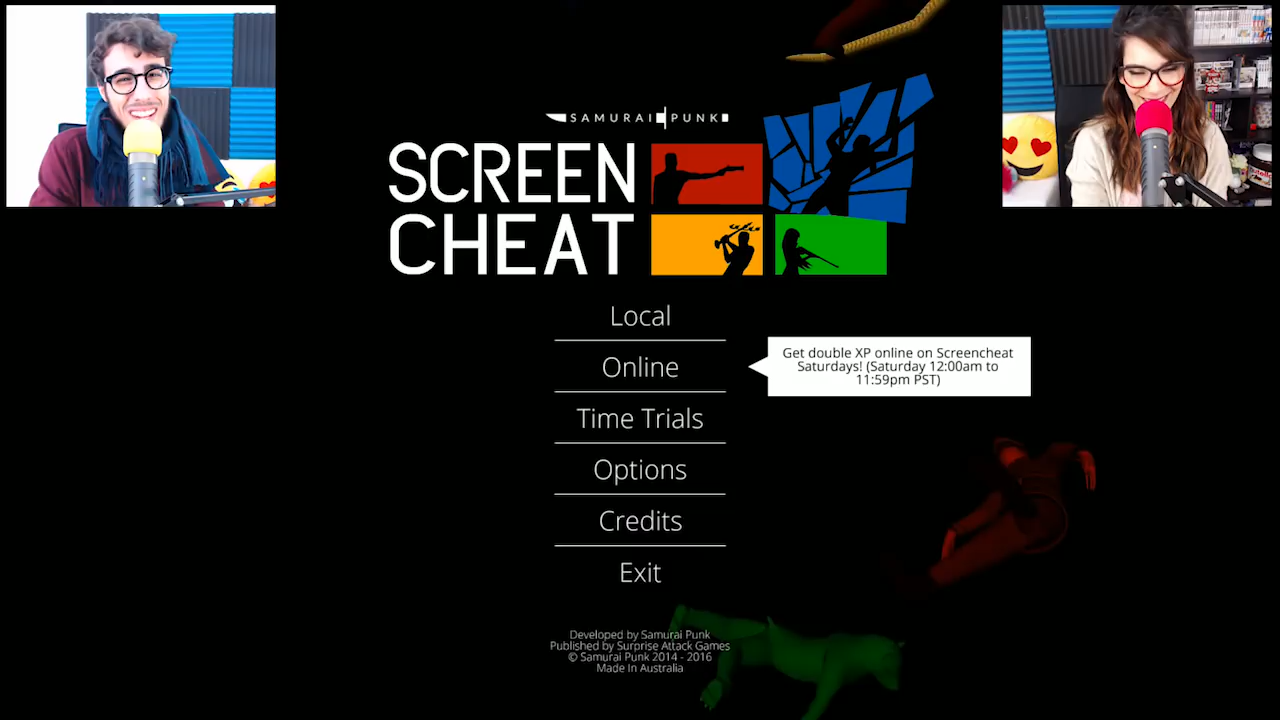 SAMURAI PUNK
SCREEN
CHEAT
Local
Online
Get double XP online on Screencheat
Saturdays! (Saturday 12:00am to
11:59pm PST)
Time Trials
Options
Credits
Exit
Developed by Samurai Punk
Published by Surprise Attack Games
© Samurai Punk 2014 - 2016
Made In Australia